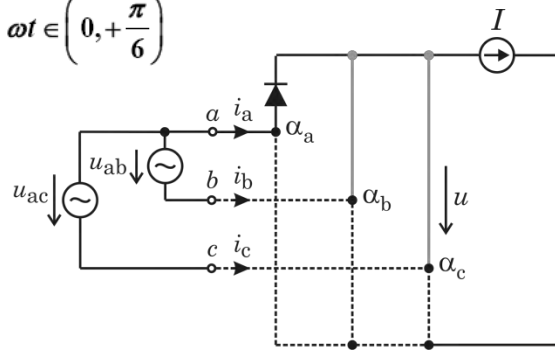 ωt ∈ (0, +π/6)
I
a i_a
α_a
u_ab
b i_b
α_b
u_ac
u
c i_c
α_c